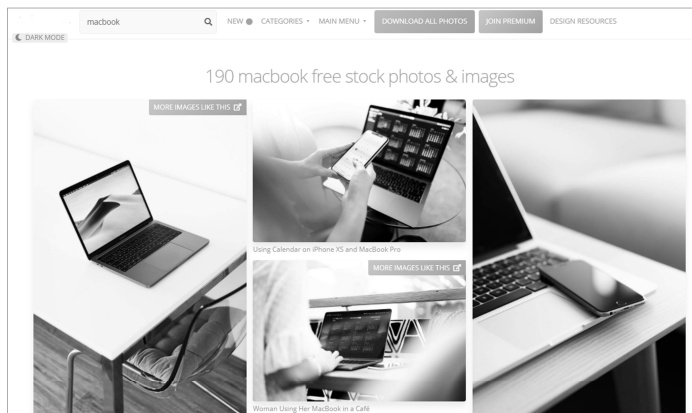 macbook
NEW CATEGORIES MAIN MENU DOWNLOAD ALL PHOTOS JOIN PREMIUM DESIGN RESOURCES
DARK MODE
190 macbook free stock photos & images
MORE IMAGES LIKE THIS
Using Calendar on iPhone XS and MacBook Pro
MORE IMAGES LIKE THIS
Woman Using Her MacBook in a Café